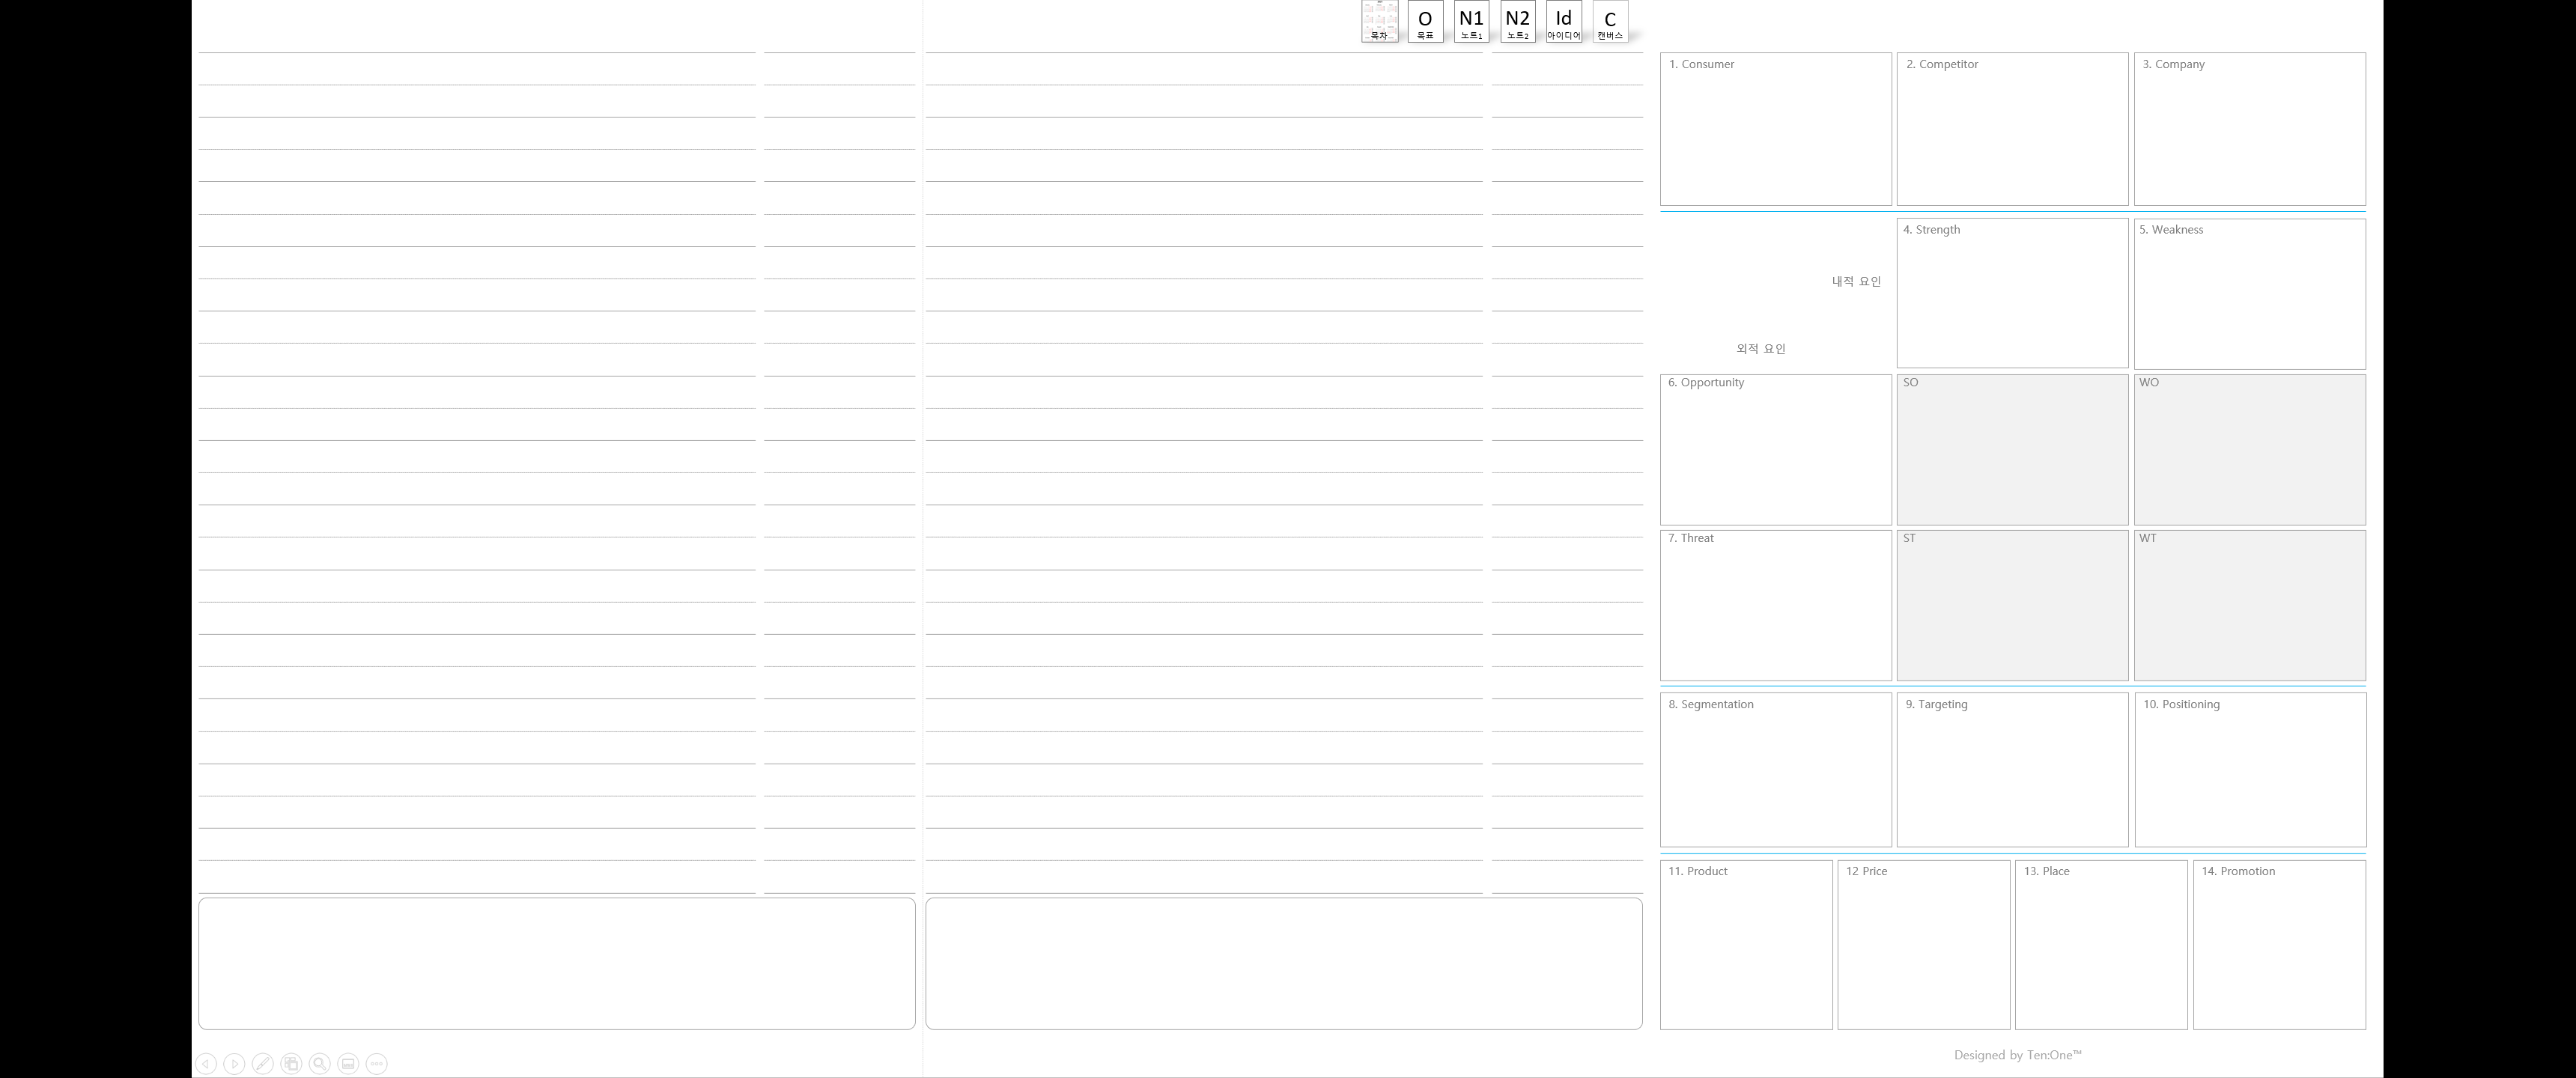 O
N1
N2
Id
C
목차
목표
노트1
노트2
아이디어
캔버스
1. Consumer
2. Competitor
3. Company
4. Strength
5. Weakness
내적 요인
외적 요인
6. Opportunity
SO
WO
7. Threat
ST
WT
8. Segmentation
9. Targeting
10. Positioning
11. Product
12 Price
13. Place
14. Promotion
Designed by Ten:One™